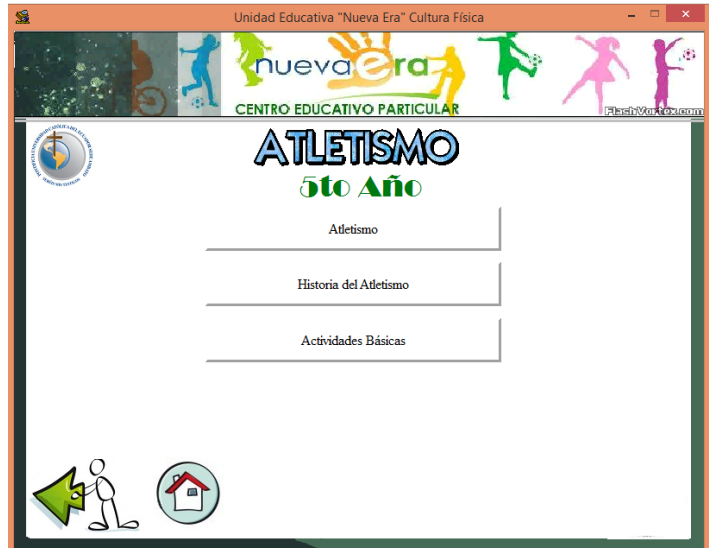 Unidad Educativa "Nueva Era" Cultura Física
nueva era
CENTRO EDUCATIVO PARTICULAR
FlashVortex.com
ATLETISMO
5to Año
Atletismo
Historia del Atletismo
Actividades Básicas